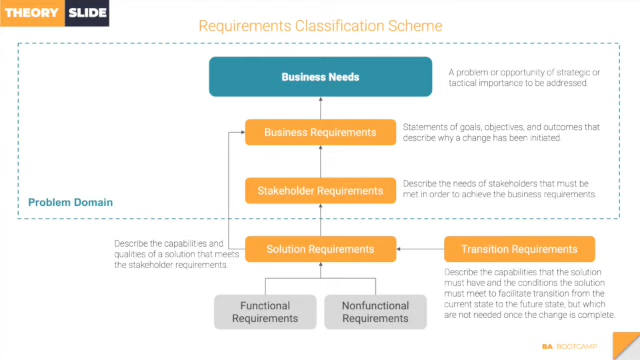 THEORY SLIDE
Requirements Classification Scheme
Business Needs
A problem or opportunity of strategic or
tactical importance to be addressed.
Business Requirements
Statements of goals, objectives, and outcomes that
describe why a change has been initiated.
Stakeholder Requirements
Describe the needs of stakeholders that must be
met in order to achieve the business requirements.
Problem Domain
Describe the capabilities and
qualities of a solution that meets
the stakeholder requirements.
Solution Requirements
Transition Requirements
Describe the capabilities that the solution
must have and the conditions the solution
must meet to facilitate transition from the
current state to the future state, but which
are not needed once the change is complete.
Functional
Requirements
Nonfunctional
Requirements
BA BOOTCAMP